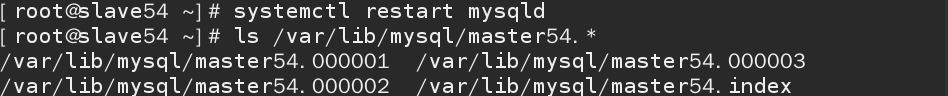 [ root@slave54 ~]# systemctl restart mysqld
[ root@slave54 ~]# ls /var/lib/mysql/master54. *
/var/lib/mysql/master54. 000001  /var/lib/mysql/master54. 000003
/var/lib/mysql/master54. 000002  /var/lib/mysql/master54. index